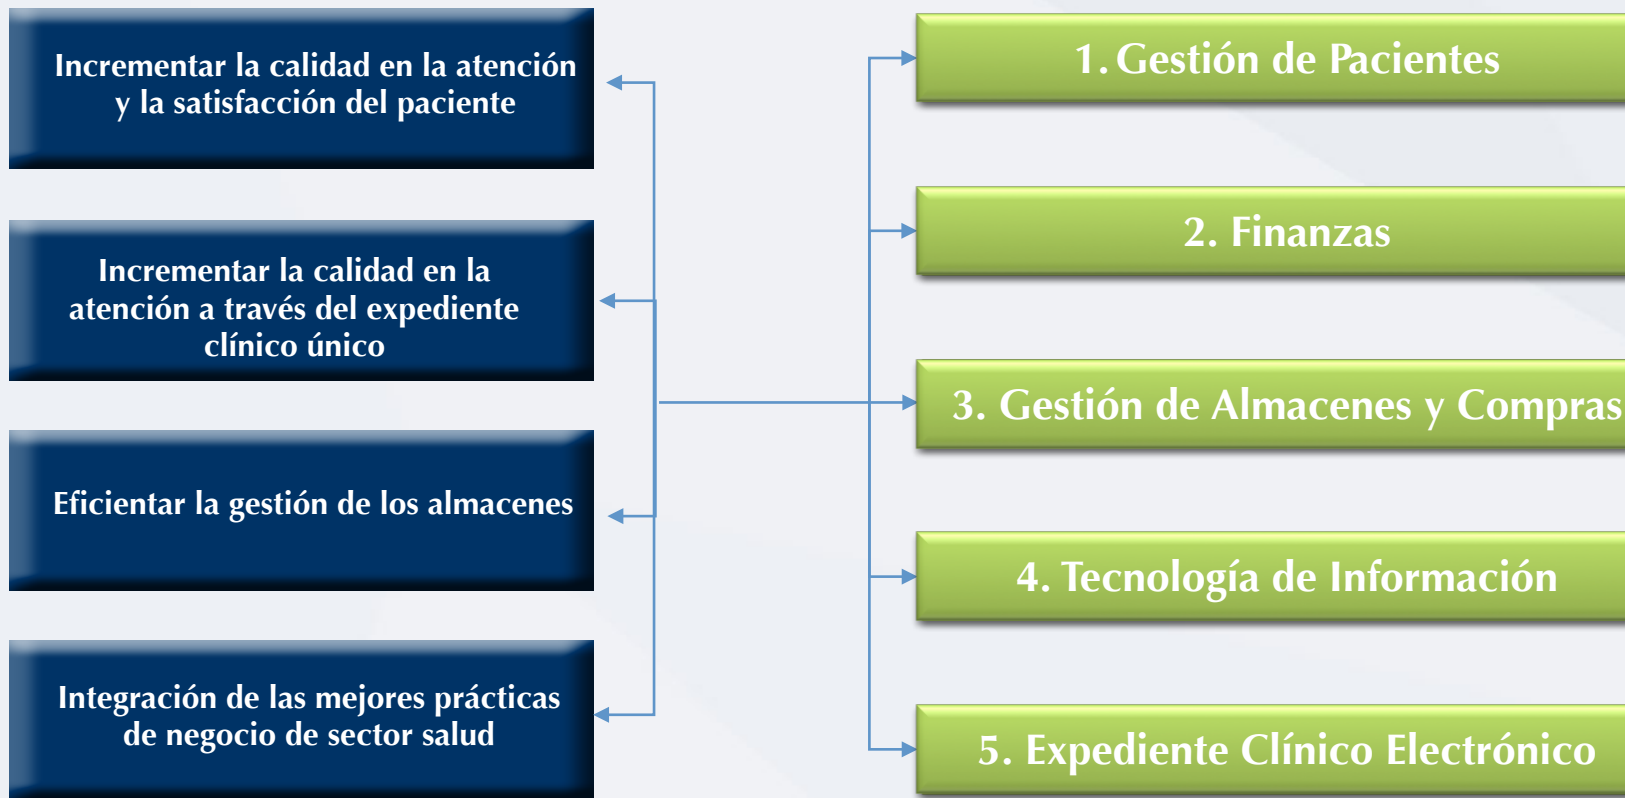 Incrementar la calidad en la atención
y la satisfacción del paciente
Incrementar la calidad en la
atención a través del expediente
clínico único
Eficientar la gestión de los almacenes
Integración de las mejores prácticas
de negocio de sector salud
1. Gestión de Pacientes
2. Finanzas
3. Gestión de Almacenes y Compras
4. Tecnología de Información
5. Expediente Clínico Electrónico